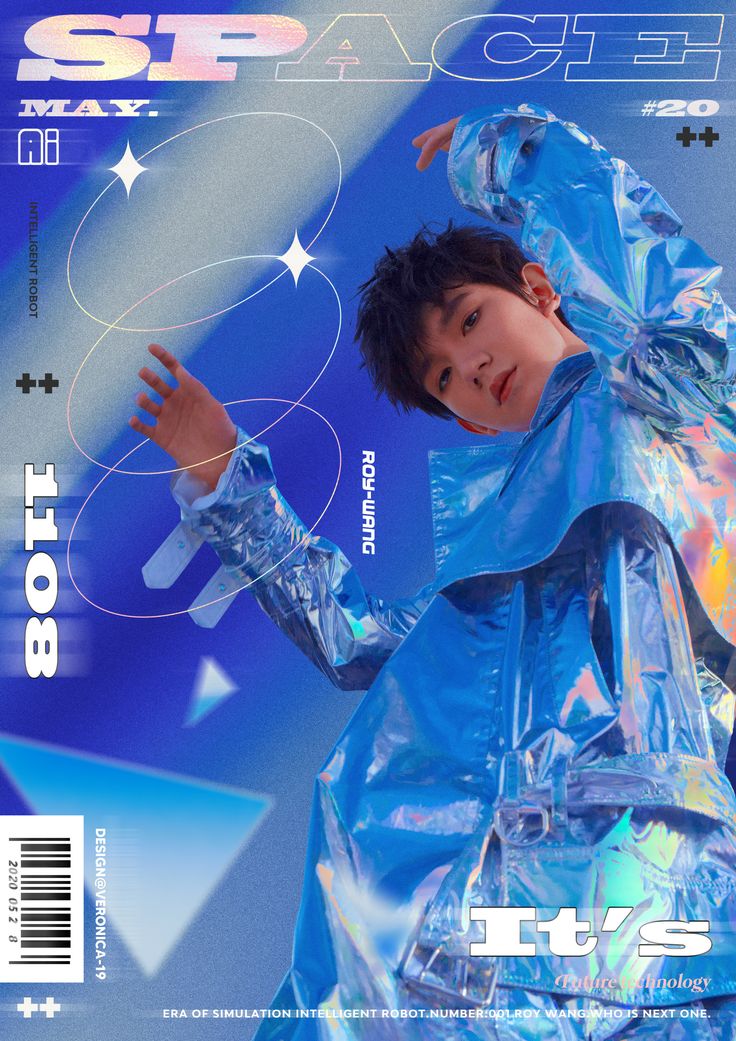 SPACE
MAY.
#20
Ai
INTELLIGENT ROBOT
ROY-WANG
1108
DESIGN@VERONICA-19
2020 05 2 8
It's
Future technology
ERA OF SIMULATION INTELLIGENT ROBOT.NUMBER:001,ROY WANG.WHO IS NEXT ONE.